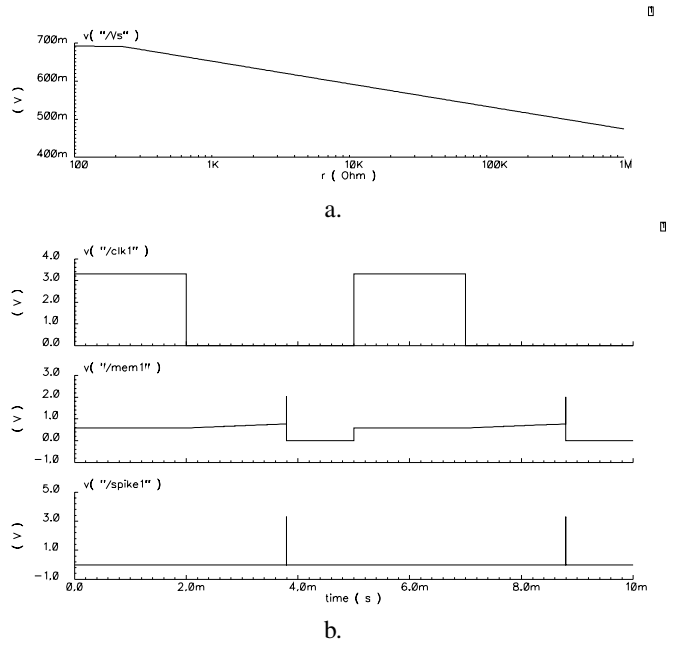 v( "/Vs" )
700m
600m
500m
400m
( V )
100 1K 10K 100K 1M
r ( Ohm )
a.
v( "/clk1" )
4.0
3.0
2.0
1.0
0.0
( V )
v( "/mem1" )
3.0
2.0
1.0
0.0
-1.0
( V )
v( "/spike1" )
5.0
3.0
1.0
-1.0
( V )
0.0 2.0m 4.0m 6.0m 8.0m 10m
time ( s )
b.